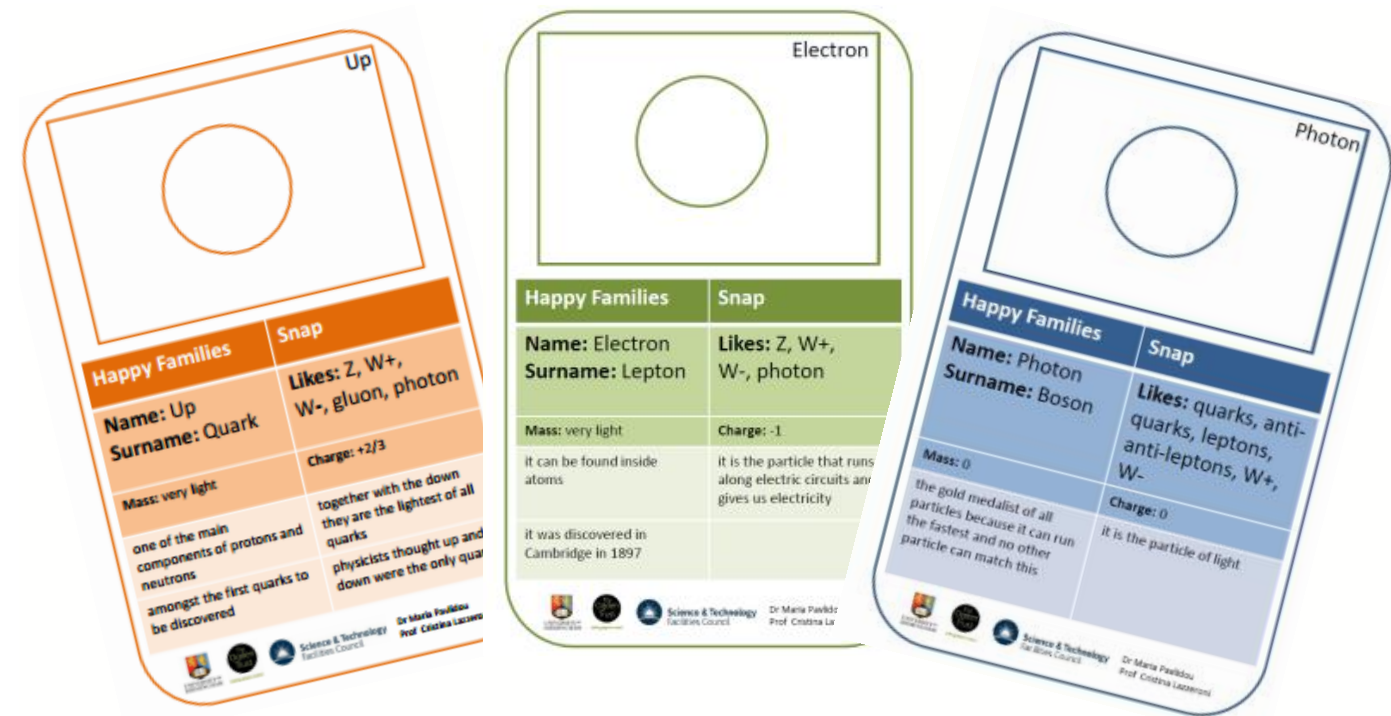 Up
Happy Families
Snap
Name: Up
Surname: Quark
Likes: Z, W+,
W-, gluon, photon
Mass: very light
Charge: +2/3
one of the main
components of protons and
neutrons
together with the down
they are the lightest of all
quarks
amongst the first quarks to
be discovered
physicists thought up and
down were the only
Science & Technology
Facilities Council
Dr Maria Pavlidou
Prof Cristina
Electron
Happy Families
Snap
Name: Electron
Surname: Lepton
Likes: Z, W+,
W-, photon
Mass: very light
Charge: -1
it can be found inside
atoms
it is the particle that runs
along electric circuits
gives us electricity
it was discovered in
Cambridge in 1897
Science & Technology
Facilities Council
Dr Maria
Prof Cristina
Photon
Happy Families
Snap
Name: Photon
Surname: Boson
Likes: quarks, anti-
quarks, leptons,
anti-leptons, W+,
W-
Mass: 0
Charge: 0
the gold medalist of all
particles because it can run
the fastest and no other
particle can match this
it is the particle of light
Science & Technology
Facilities Council
Dr Maria Pavlidou
Prof Cristina Lazzeroni